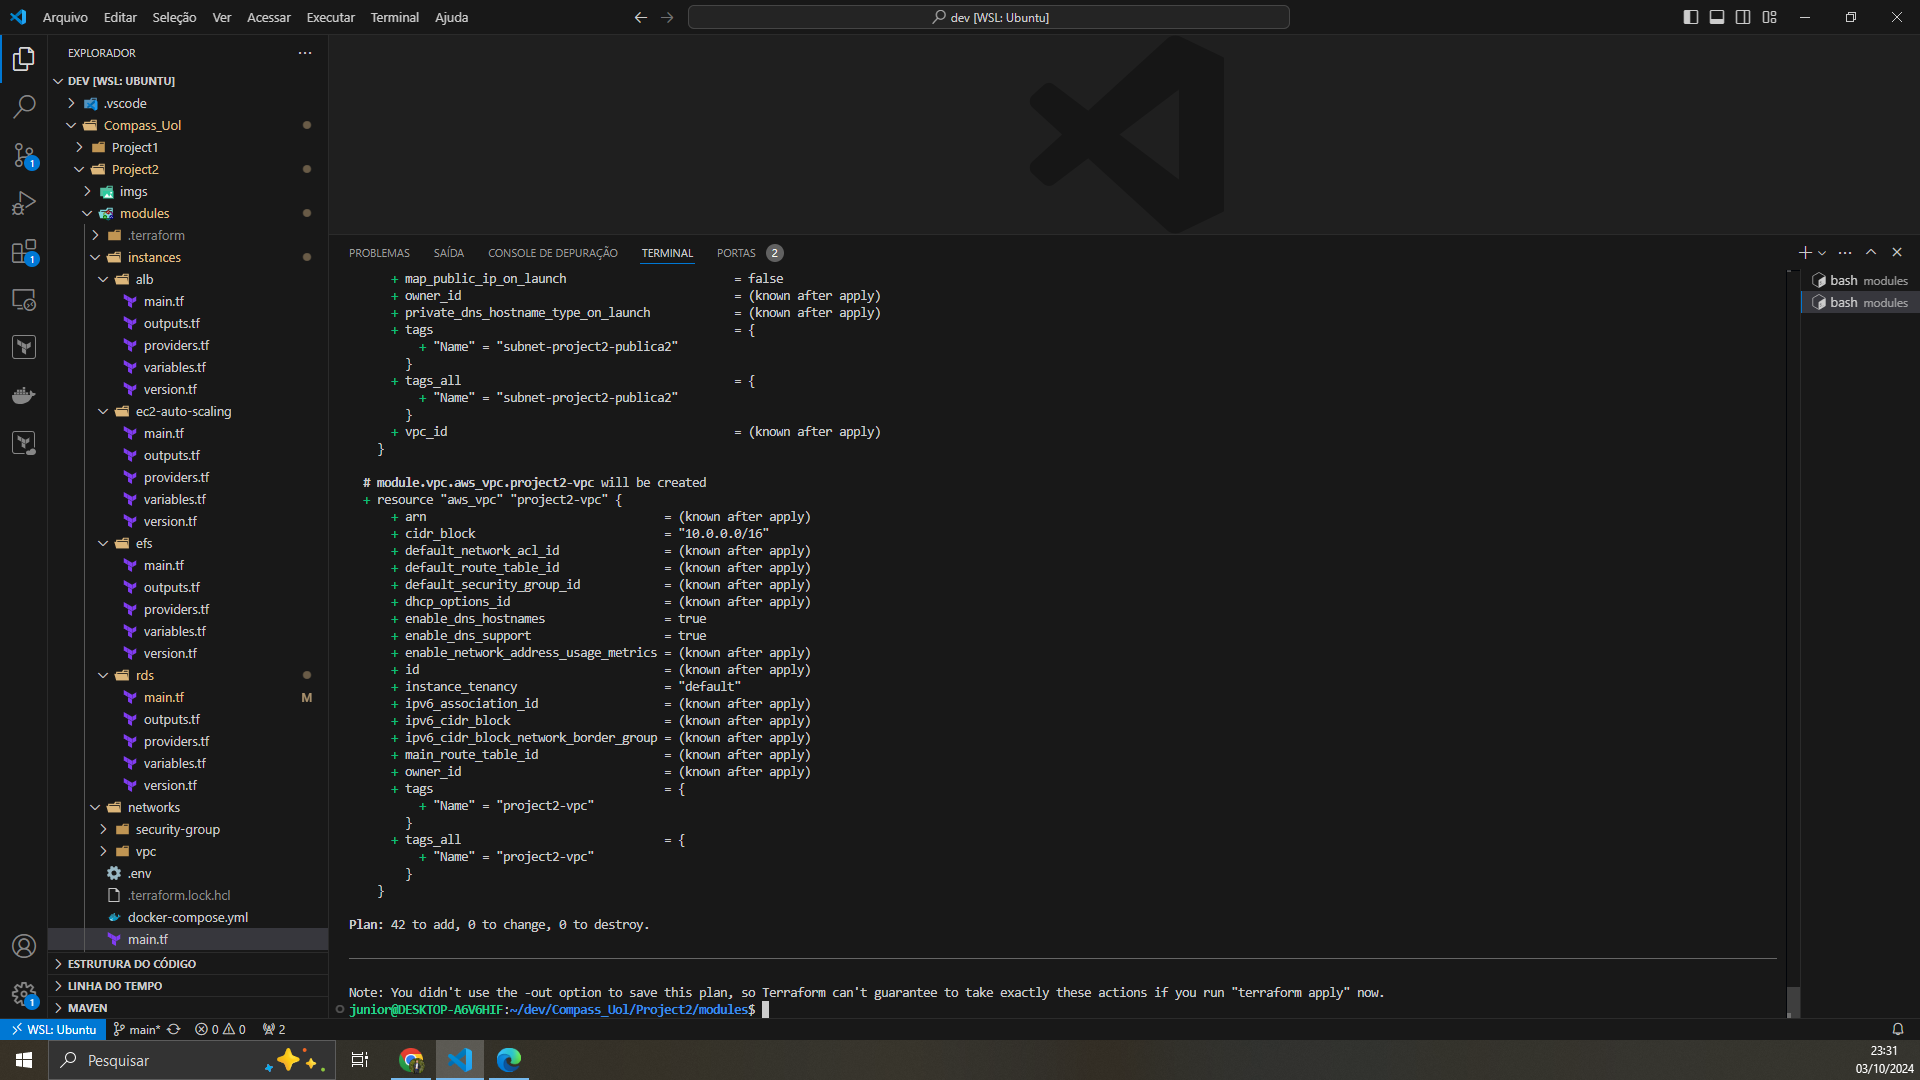 Arquivo Editar Seleção Ver Acessar Executar Terminal Ajuda
dev [WSL: Ubuntu]
EXPLORADOR
DEV [WSL: UBUNTU]
.vscode
Compass_Uol
Project1
Project2
imgs
modules
.terraform
instances
alb
main.tf
outputs.tf
providers.tf
variables.tf
version.tf
ec2-auto-scaling
main.tf
outputs.tf
providers.tf
variables.tf
version.tf
efs
main.tf
outputs.tf
providers.tf
variables.tf
version.tf
rds
main.tf M
outputs.tf
providers.tf
variables.tf
version.tf
networks
security-group
vpc
.env
.terraform.lock.hcl
docker-compose.yml
main.tf
ESTRUTURA DO CÓDIGO
LINHA DO TEMPO
MAVEN
1
1
1
PROBLEMAS SAÍDA CONSOLE DE DEPURAÇÃO TERMINAL PORTAS 2
bash modules
bash modules
+ map_public_ip_on_launch = false
+ owner_id = (known after apply)
+ private_dns_hostname_type_on_launch = (known after apply)
+ tags = {
+ "Name" = "subnet-project2-publica2"
}
+ tags_all = {
+ "Name" = "subnet-project2-publica2"
}
+ vpc_id = (known after apply)
}
# module.vpc.aws_vpc.project2-vpc will be created
+ resource "aws_vpc" "project2-vpc" {
+ arn = (known after apply)
+ cidr_block = "10.0.0.0/16"
+ default_network_acl_id = (known after apply)
+ default_route_table_id = (known after apply)
+ default_security_group_id = (known after apply)
+ dhcp_options_id = (known after apply)
+ enable_dns_hostnames = true
+ enable_dns_support = true
+ enable_network_address_usage_metrics = (known after apply)
+ id = (known after apply)
+ instance_tenancy = "default"
+ ipv6_association_id = (known after apply)
+ ipv6_cidr_block = (known after apply)
+ ipv6_cidr_block_network_border_group = (known after apply)
+ main_route_table_id = (known after apply)
+ owner_id = (known after apply)
+ tags = {
+ "Name" = "project2-vpc"
}
+ tags_all = {
+ "Name" = "project2-vpc"
}
}
Plan: 42 to add, 0 to change, 0 to destroy.
Note: You didn't use the -out option to save this plan, so Terraform can't guarantee to take exactly these actions if you run "terraform apply" now.
junior@DESKTOP-A6V6HIF:~/dev/Compass_Uol/Project2/modules$
WSL: Ubuntu main* 0 0 2
Pesquisar
23:31
03/10/2024